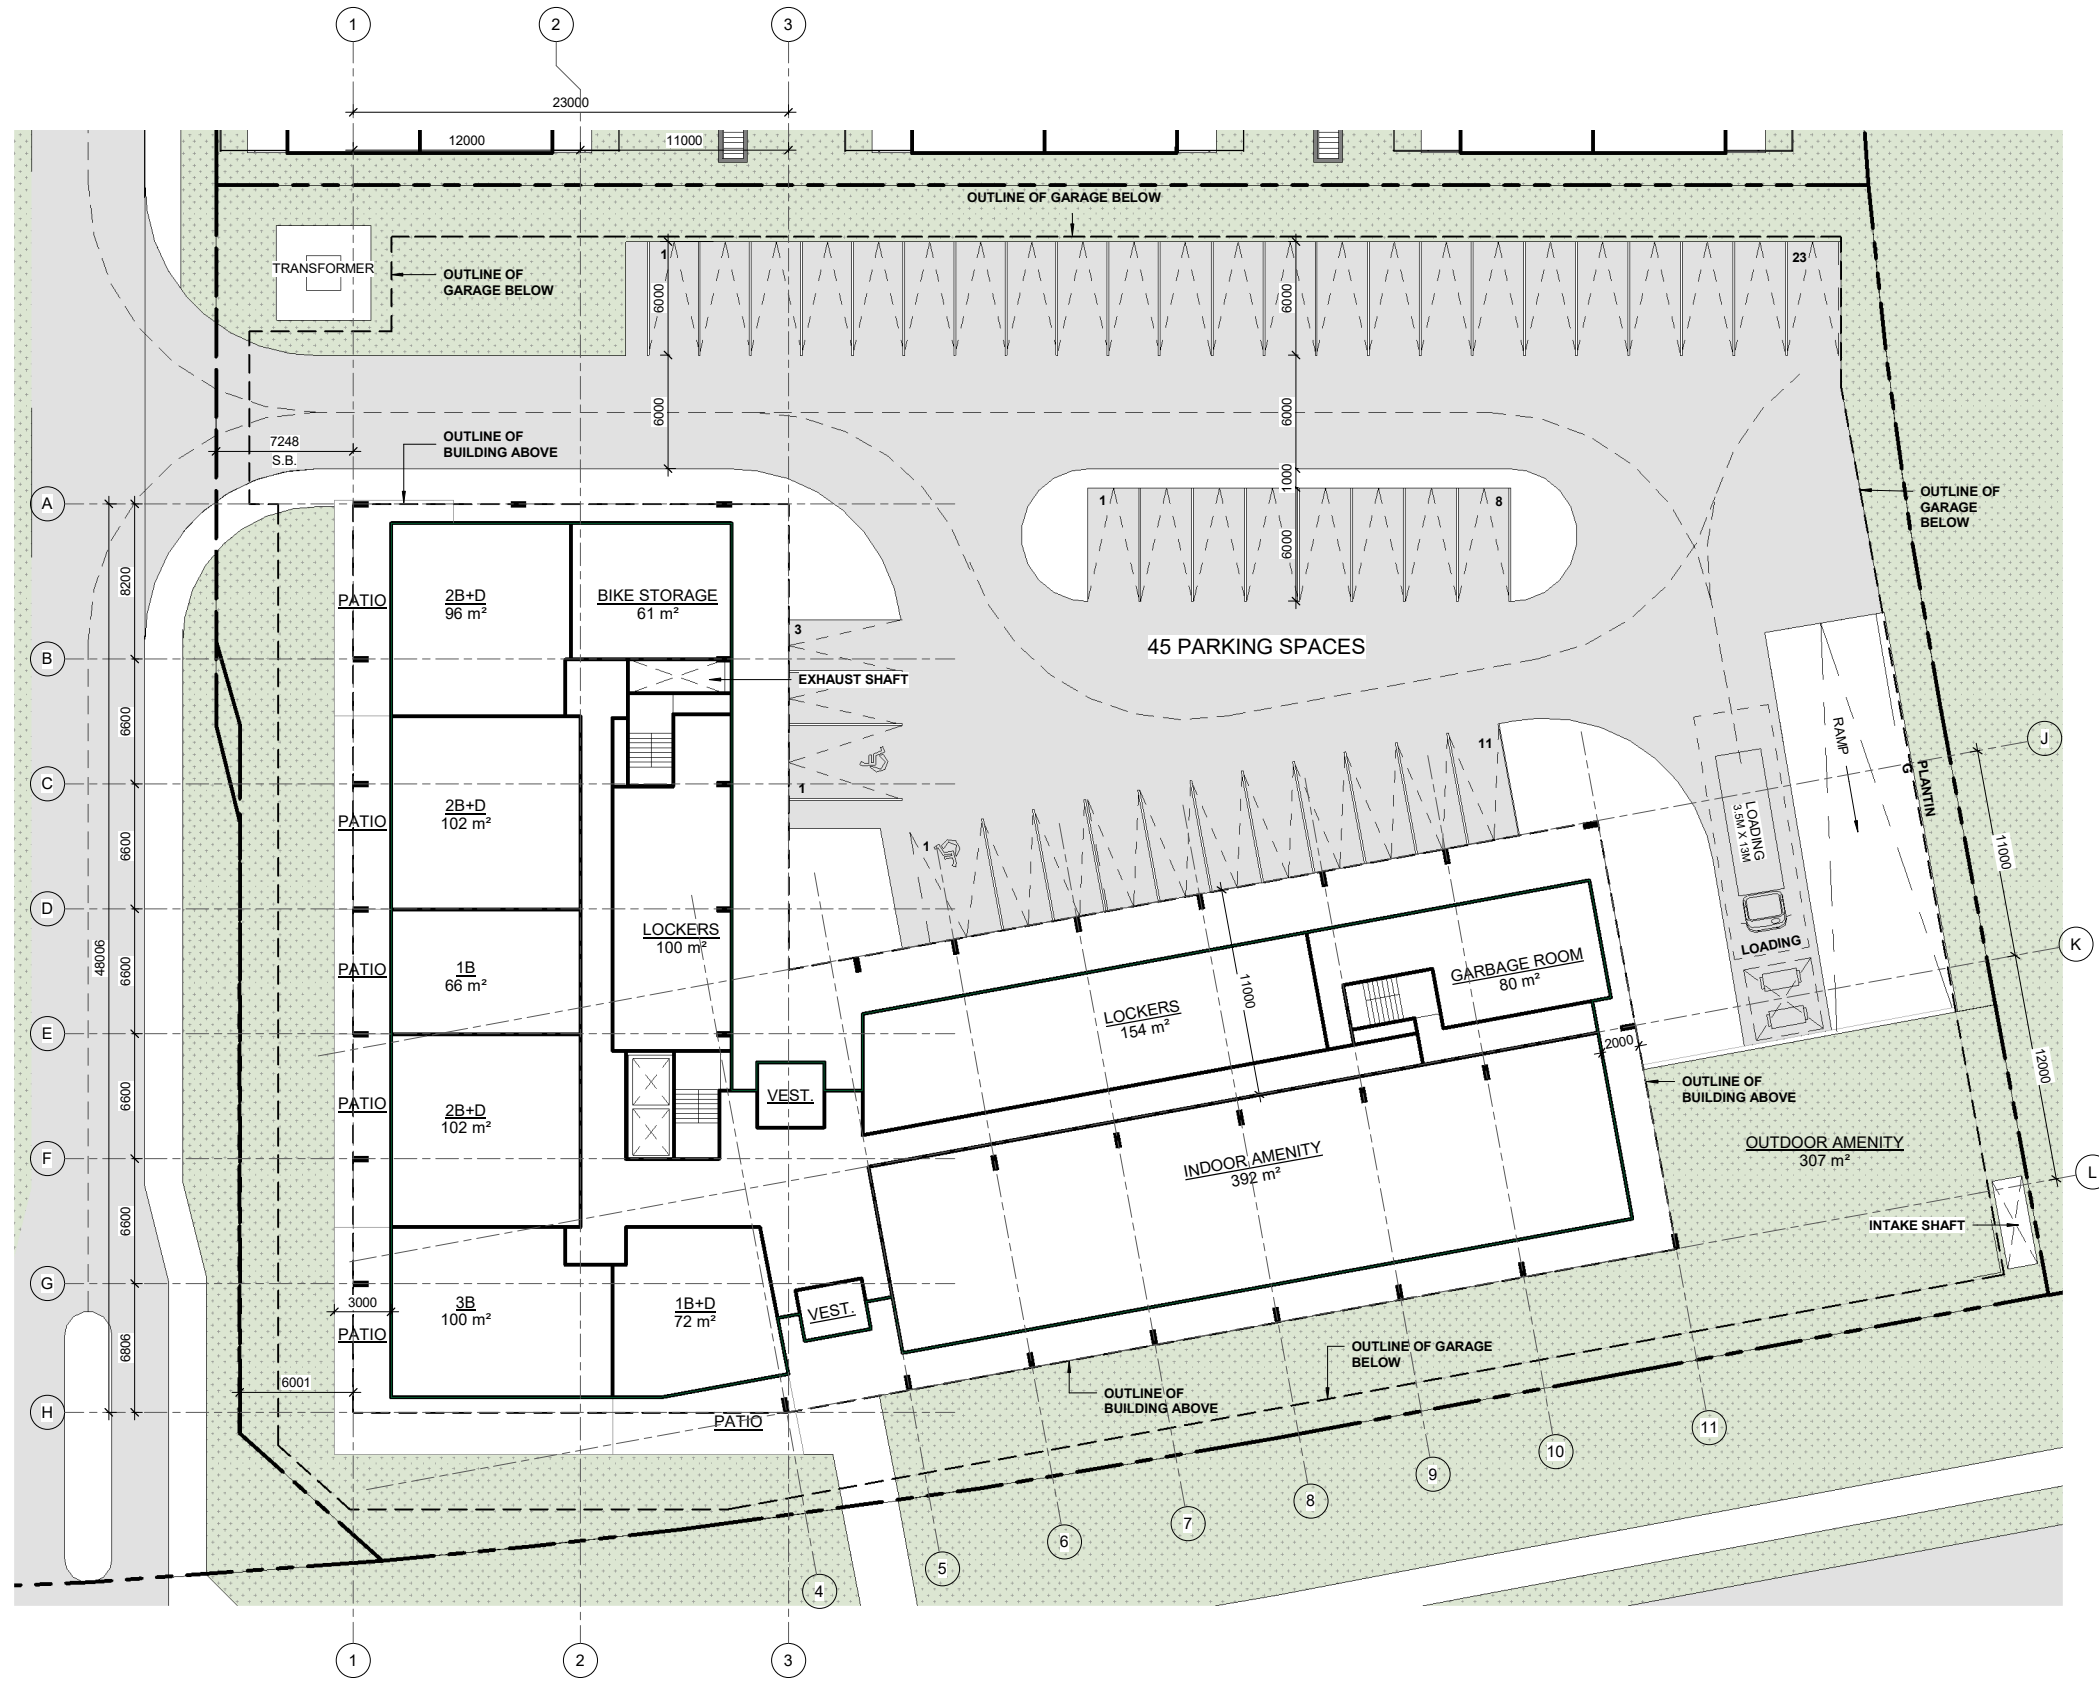 1
2
3
23000
12000
11000
OUTLINE OF GARAGE BELOW
TRANSFORMER
OUTLINE OF
GARAGE BELOW
1
23
6000
6000
6000
6000
7248
S.B.
OUTLINE OF
BUILDING ABOVE
1000
A
1
8
OUTLINE OF
GARAGE
BELOW
6000
8200
PATIO
2B+D
96 m²
BIKE STORAGE
61 m²
3
45 PARKING SPACES
B
EXHAUST SHAFT
6600
RAMP
11
J
C
1
PLANTIN
G
PATIO
2B+D
102 m²
6600
1
LOADING
3.5M X 13M
11000
D
LOCKERS
100 m²
LOADING
K
48006
6600
PATIO
1B
66 m²
11000
GARBAGE ROOM
80 m²
LOCKERS
154 m²
E
2000
12000
6600
PATIO
2B+D
102 m²
VEST.
OUTLINE OF
BUILDING ABOVE
F
INDOOR AMENITY
392 m²
OUTDOOR AMENITY
307 m²
L
6600
INTAKE SHAFT
G
3000
PATIO
3B
100 m²
1B+D
72 m²
VEST.
6806
OUTLINE OF GARAGE
BELOW
6001
OUTLINE OF
BUILDING ABOVE
H
PATIO
11
10
9
8
7
6
5
4
1
2
3